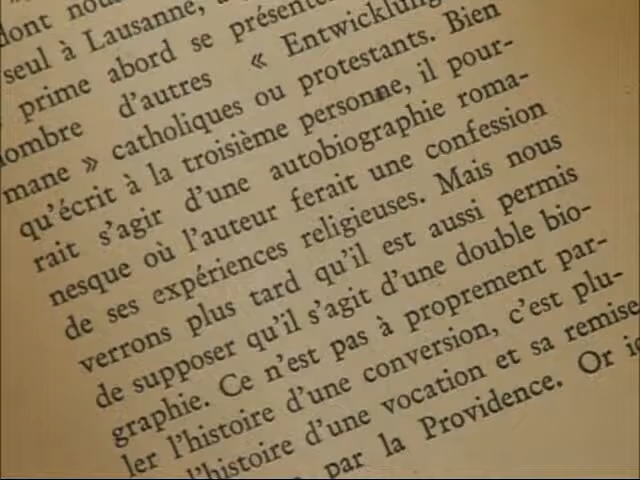 dont nou
seul à Lausanne,
prime abord se présente
ombre d'autres « Entwicklung
mane » catholiques ou protestants. Bien
qu'écrit à la troisième personne, il pour-
rait s'agir d'une autobiographie roma-
nesque où l'auteur ferait une confession
de ses expériences religieuses. Mais nous
verrons plus tard qu'il est aussi permis
de supposer qu'il s'agit d'une double bio-
graphie. Ce n'est pas à proprement par-
ler l'histoire d'une conversion, c'est plu-
l'histoire d'une vocation et sa remise
par la Providence. Or ic